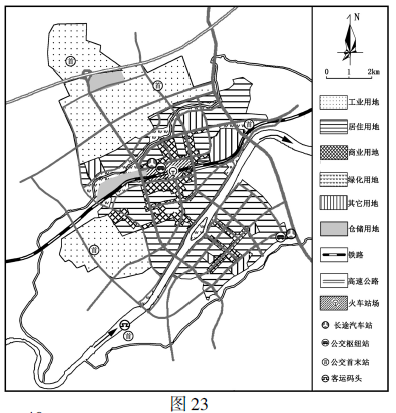 N
0 1 2km
工业用地
居住用地
商业用地
绿化用地
其它用地
仓储用地
铁路
高速公路
火车站场
长途汽车站
公交枢纽站
公交首末站
客运码头
图 23